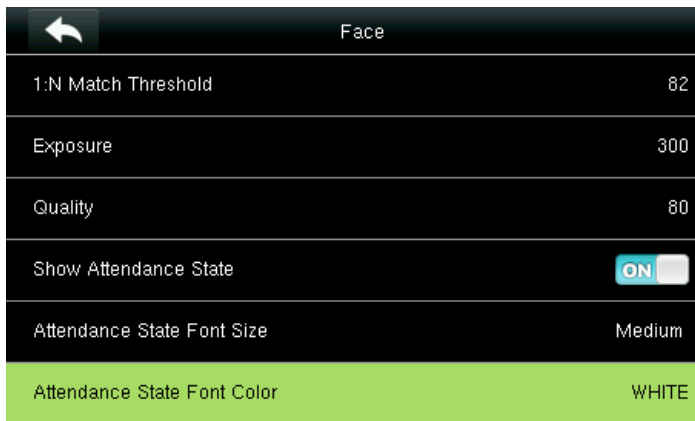 Face
1:N Match Threshold 82
Exposure 300
Quality 80
Show Attendance State ON
Attendance State Font Size Medium
Attendance State Font Color WHITE